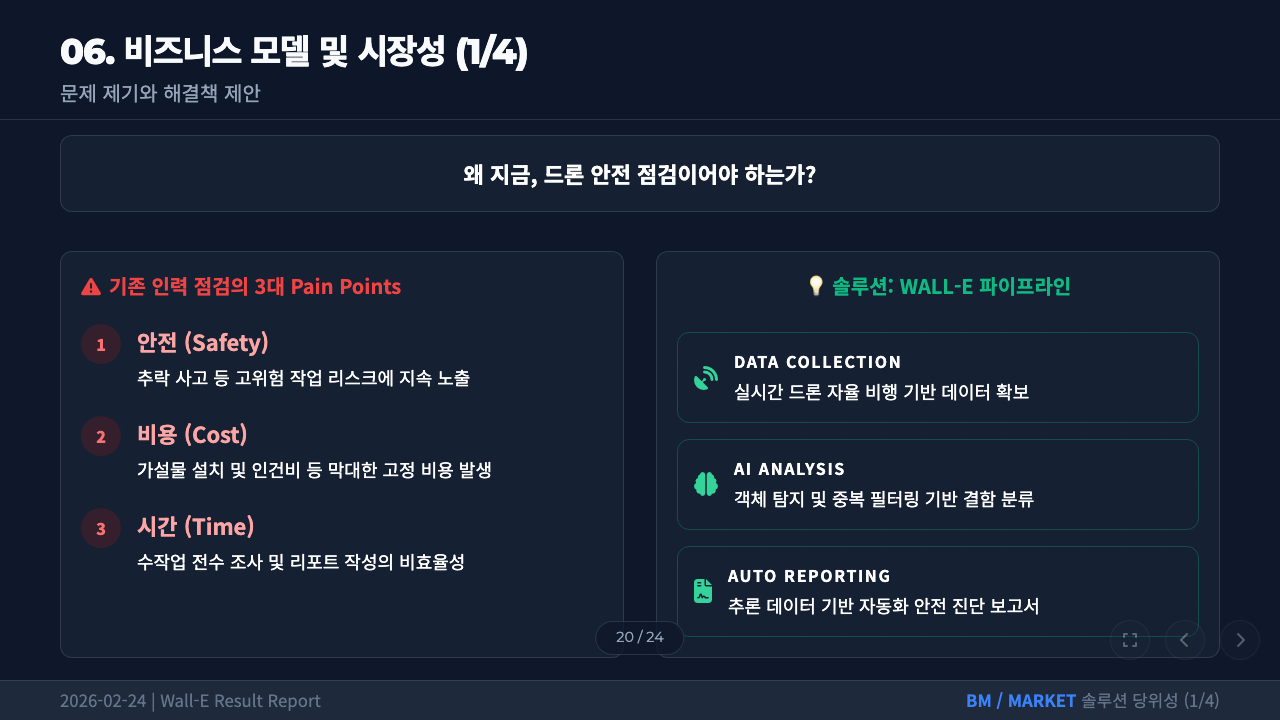 06. 비즈니스 모델 및 시장성 (1/4)
문제 제기와 해결책 제안
왜 지금, 드론 안전 점검이어야 하는가?
기존 인력 점검의 3대 Pain Points
1
안전 (Safety)
추락 사고 등 고위험 작업 리스크에 지속 노출
2
비용 (Cost)
가설물 설치 및 인건비 등 막대한 고정 비용 발생
3
시간 (Time)
수작업 전수 조사 및 리포트 작성의 비효율성
솔루션: WALL-E 파이프라인
DATA COLLECTION
실시간 드론 자율 비행 기반 데이터 확보
AI ANALYSIS
객체 탐지 및 중복 필터링 기반 결함 분류
AUTO REPORTING
추론 데이터 기반 자동화 안전 진단 보고서
20 / 24
2026-02-24 | Wall-E Result Report
BM / MARKET 솔루션 당위성 (1/4)